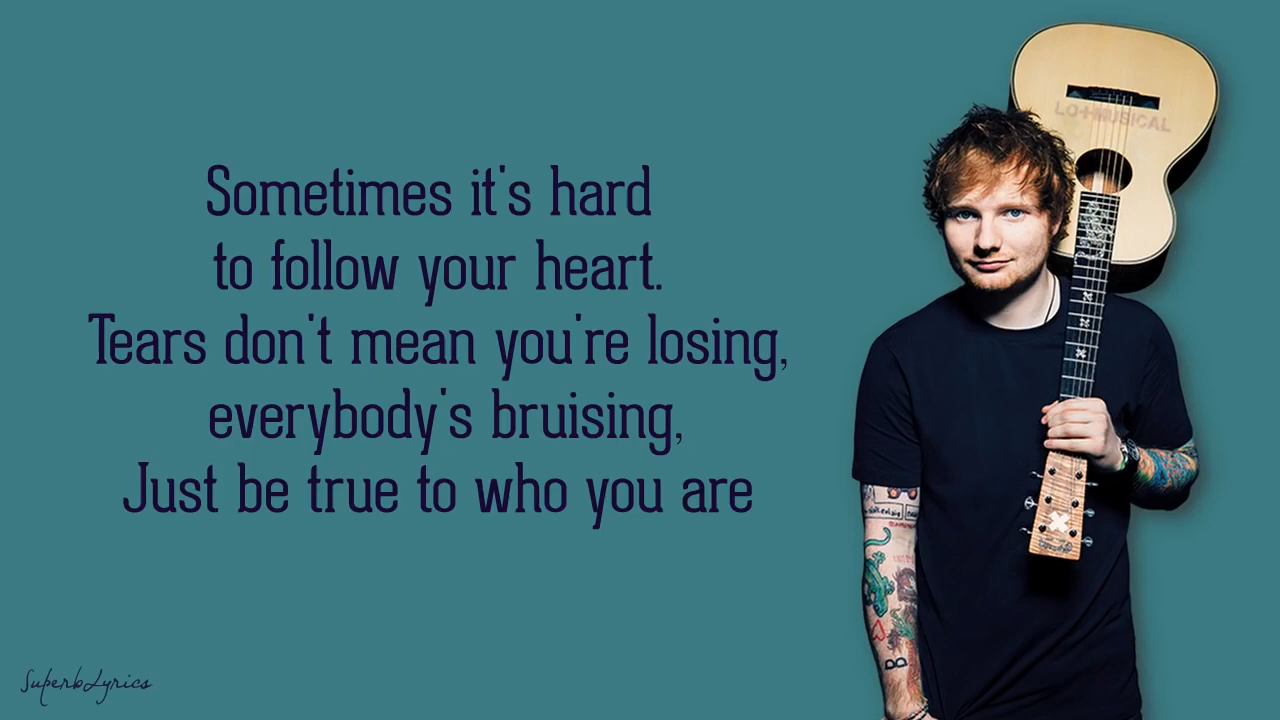 Sometimes it's hard
to follow your heart.
Tears don't mean you're losing,
everybody's bruising,
Just be true to who you are
LOTMUSICAL
SuperbLyrics